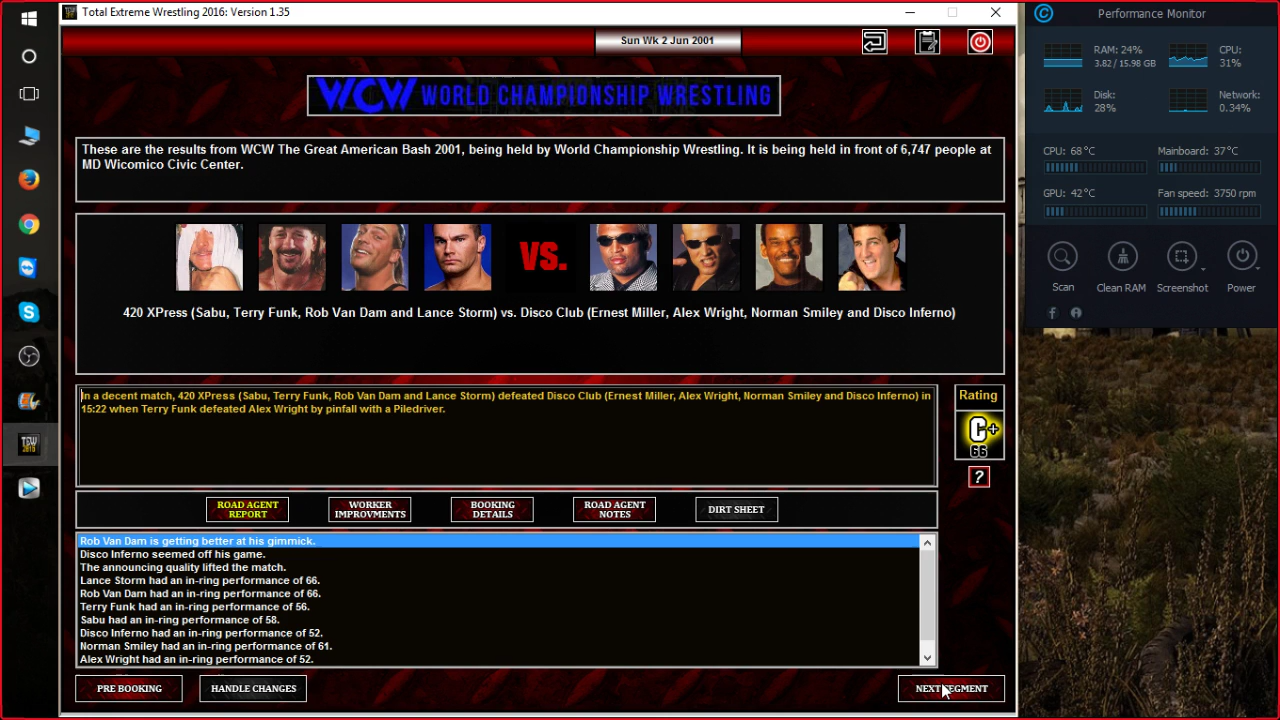 Total Extreme Wrestling 2016: Version 1.35
Sun Wk 2 Jun 2001
WCW WORLD CHAMPIONSHIP WRESTLING
These are the results from WCW The Great American Bash 2001, being held by World Championship Wrestling. It is being held in front of 6,747 people at
MD Wicomico Civic Center.
VS.
420 XPress (Sabu, Terry Funk, Rob Van Dam and Lance Storm) vs. Disco Club (Ernest Miller, Alex Wright, Norman Smiley and Disco Inferno)
In a decent match, 420 XPress (Sabu, Terry Funk, Rob Van Dam and Lance Storm) defeated Disco Club (Ernest Miller, Alex Wright, Norman Smiley and Disco Inferno) in
15:22 when Terry Funk defeated Alex Wright by pinfall with a Piledriver.
Rating
C+
66
?
ROAD AGENT
REPORT
WORKER
IMPROVMENTS
BOOKING
DETAILS
ROAD AGENT
NOTES
DIRT SHEET
Rob Van Dam is getting better at his gimmick.
Disco Inferno seemed off his game.
The announcing quality lifted the match.
Lance Storm had an in-ring performance of 66.
Rob Van Dam had an in-ring performance of 66.
Terry Funk had an in-ring performance of 56.
Sabu had an in-ring performance of 58.
Disco Inferno had an in-ring performance of 52.
Norman Smiley had an in-ring performance of 61.
Alex Wright had an in-ring performance of 52.
PRE BOOKING
HANDLE CHANGES
NEXT SEGMENT
TEW
2016
Performance Monitor
RAM: 24%
3.82 / 15.98 GB
CPU:
31%
Disk:
28%
Network:
0.34%
CPU: 68°C
Mainboard: 37°C
GPU: 42°C
Fan speed: 3750 rpm
Scan
Clean RAM
Screenshot
Power